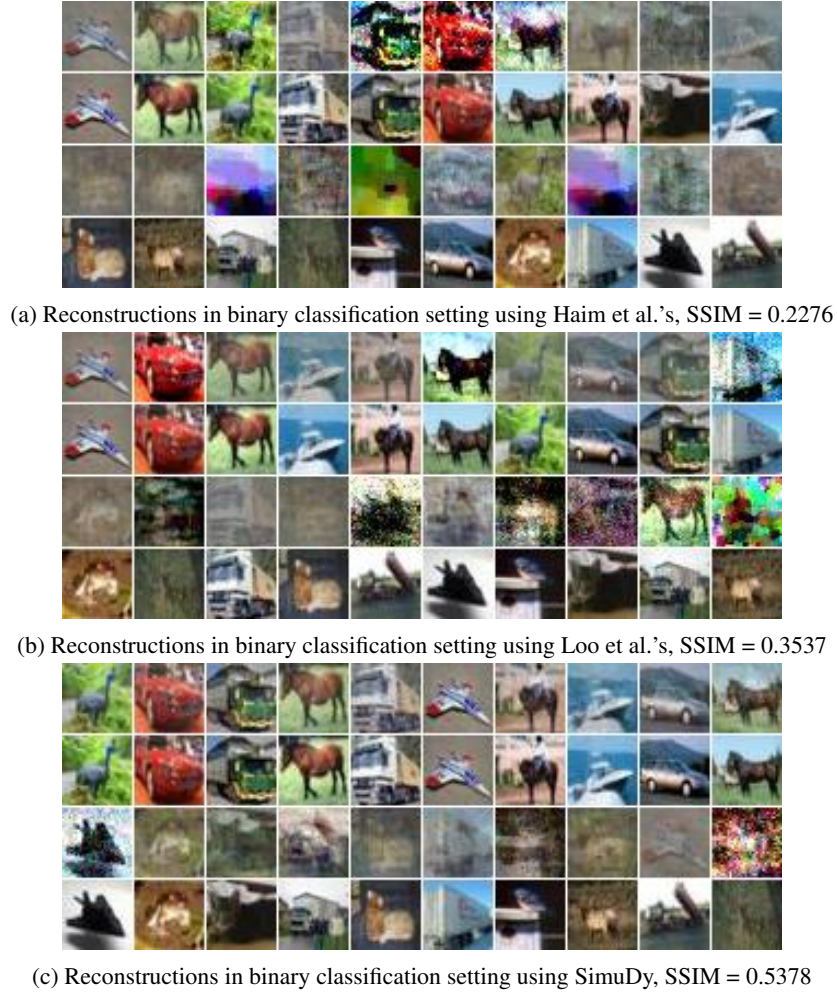 (a) Reconstructions in binary classification setting using Haim et al.'s, SSIM = 0.2276
(b) Reconstructions in binary classification setting using Loo et al.'s, SSIM = 0.3537
(c) Reconstructions in binary classification setting using SimuDy, SSIM = 0.5378